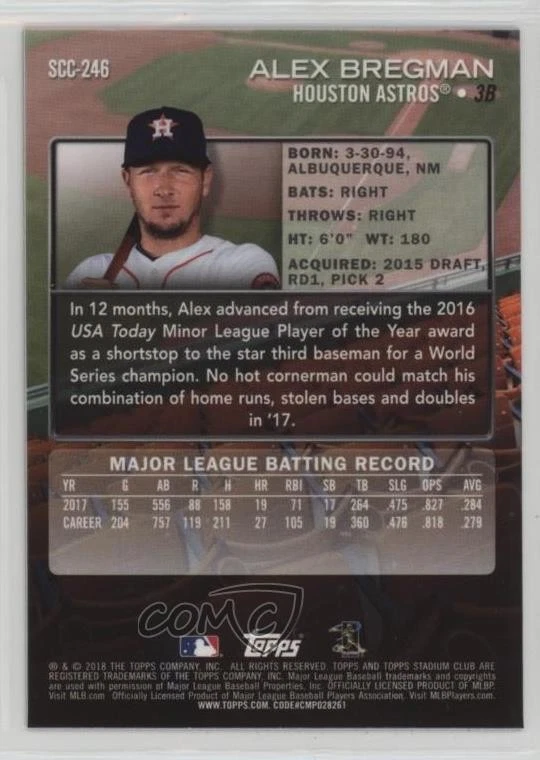 SCC-246
ALEX BREGMAN
HOUSTON ASTROS® • 3B
H
BORN: 3-30-94,
ALBUQUERQUE, NM
BATS: RIGHT
THROWS: RIGHT
HT: 6'0" WT: 180
ACQUIRED: 2015 DRAFT,
RD1, PICK 2
In 12 months, Alex advanced from receiving the 2016
USA Today Minor League Player of the Year award
as a shortstop to the star third baseman for a World
Series champion. No hot cornerman could match his
combination of home runs, stolen bases and doubles
in '17.
MAJOR LEAGUE BATTING RECORD
YR G AB R H HR RBI SB TB SLG OPS AVG
2017 155 556 88 158 19 71 17 264 .475 .827 .284
CAREER 204 757 119 211 27 105 19 360 .476 .818 .279
COMC
TOPPS
® & © 2018 THE TOPPS COMPANY, INC. ALL RIGHTS RESERVED. TOPPS AND TOPPS STADIUM CLUB ARE
REGISTERED TRADEMARKS OF THE TOPPS COMPANY, INC. Major League Baseball trademarks and copyrights
are used with permission of Major League Baseball Properties, Inc. OFFICIALLY LICENSED PRODUCT OF MLBP.
Visit MLB.com Officially Licensed Product of Major League Baseball Players Association. Visit MLBPlayers.com.
WWW.TOPPS.COM. CODE#CMP028261